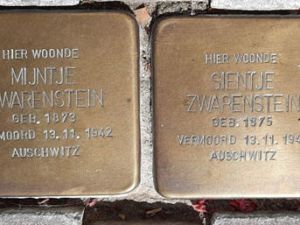 HIER WOONDE
MIJNTJE
WARENSTEIN
GEB. 1873
MOORD 13.11.1942
AUSCHWITZ
HIER WOONDE
SIENTJE
ZWARENSTEIN
GEB. 1875
VERMOORD 13.11.194
AUSCHWITZ